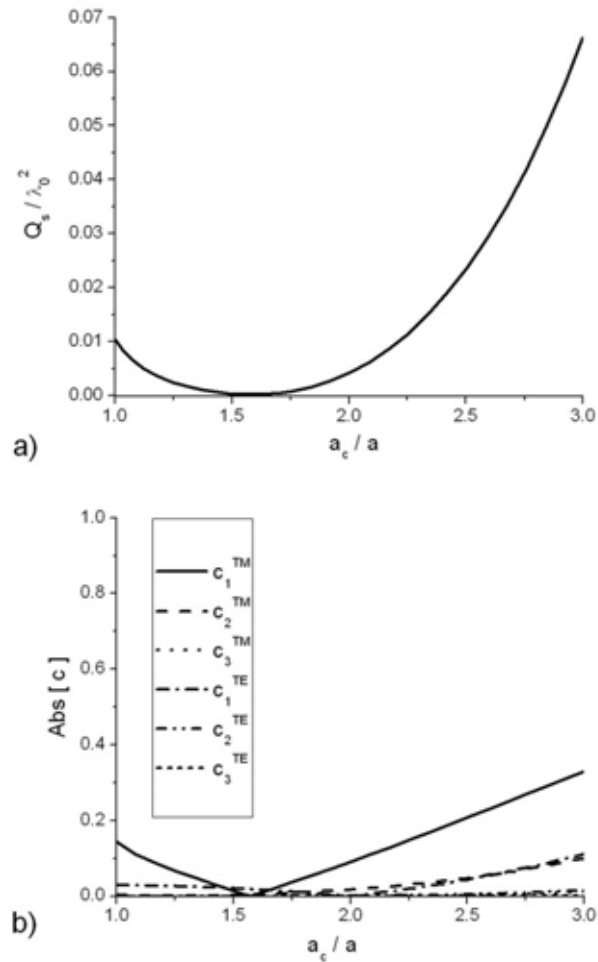 0.07
0.06
0.05
0.04
0.03
0.02
0.01
0.00
Q_s / λ_0^2
1.0 1.5 2.0 2.5 3.0
a_c / a
a)
1.0
0.8
0.6
0.4
0.2
0.0
Abs [ c ]
c_1^TM
c_2^TM
c_3^TM
c_1^TE
c_2^TE
c_3^TE
1.0 1.5 2.0 2.5 3.0
a_c / a
b)